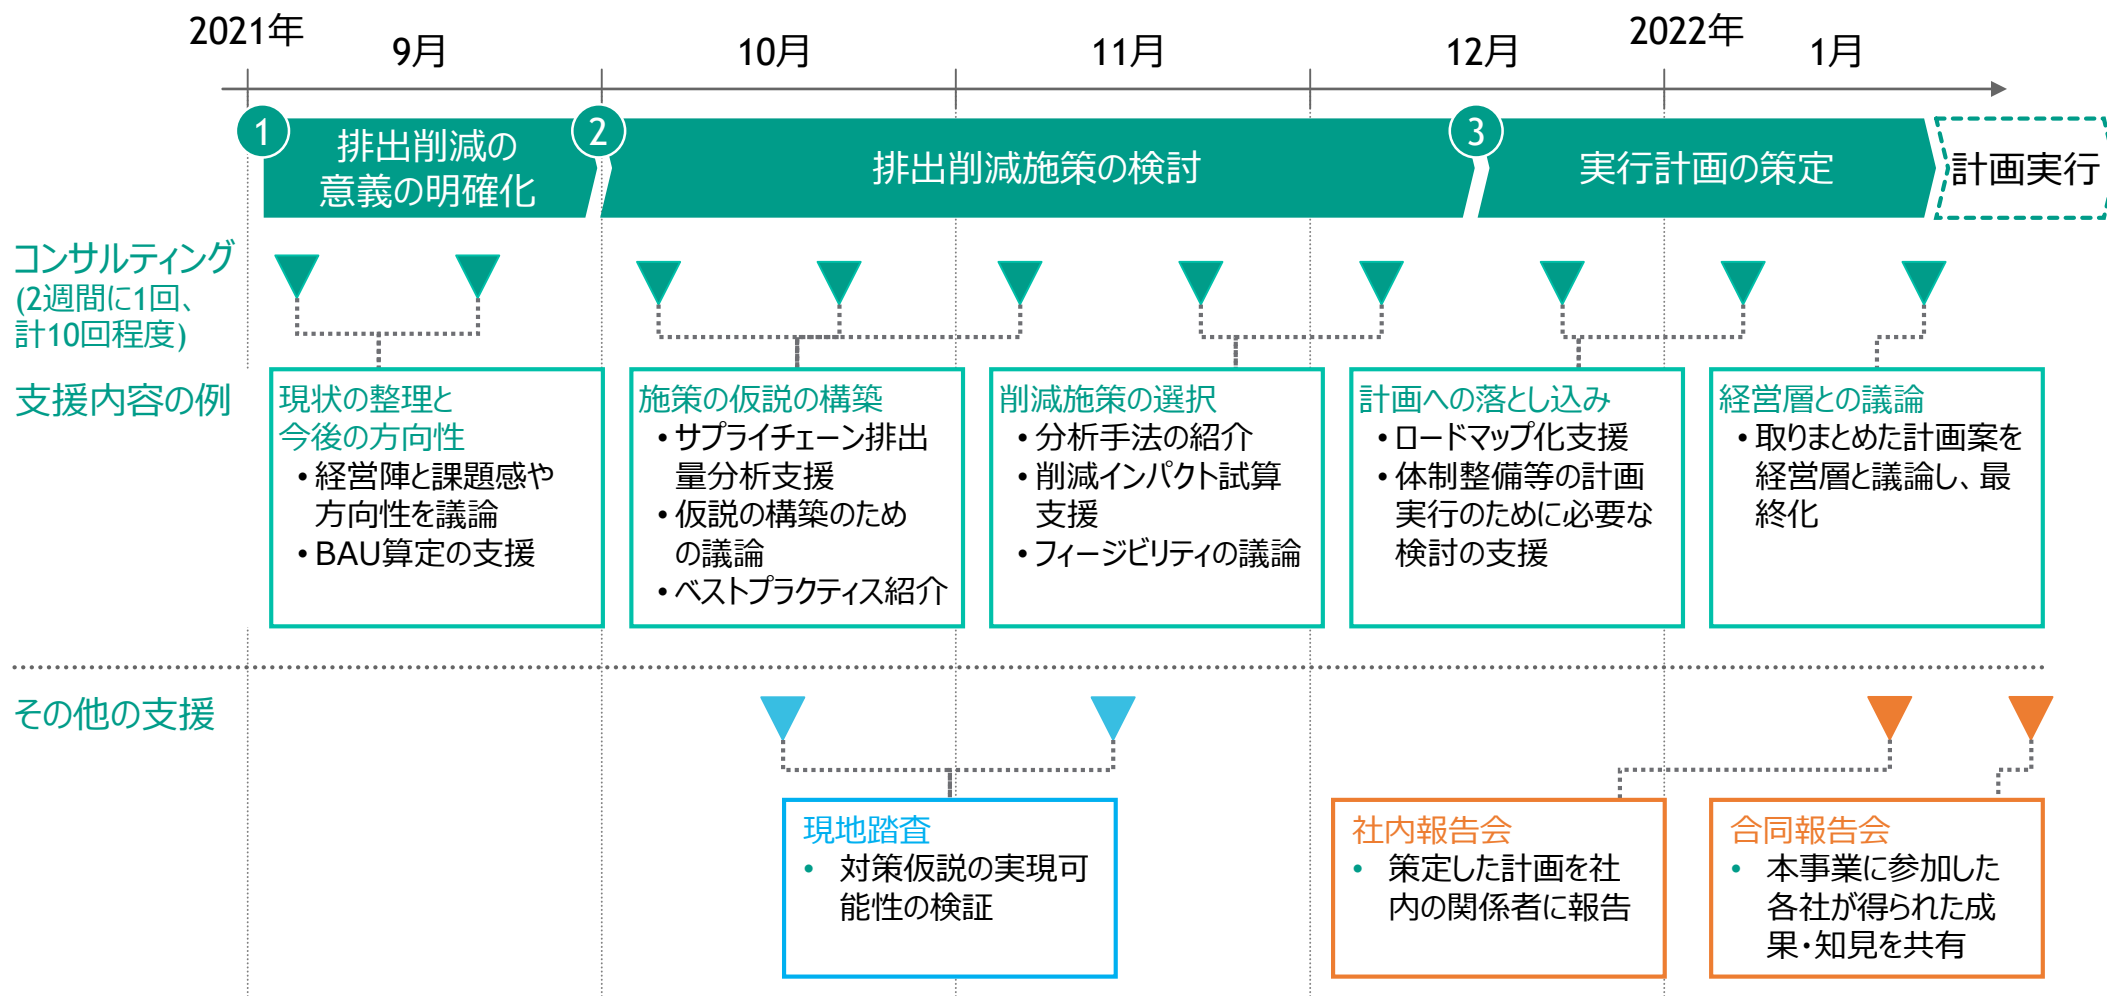 2021年
9月
10月
11月
12月
2022年
1月
1
排出削減の
意義の明確化
2
排出削減施策の検討
3
実行計画の策定
計画実行
コンサルティング
(2週間に1回、
計10回程度)
支援内容の例
現状の整理と
今後の方向性
• 経営陣と課題感や
方向性を議論
• BAU算定の支援
施策の仮説の構築
• サプライチェーン排出
量分析支援
• 仮説の構築のため
の議論
• ベストプラクティス紹介
削減施策の選択
• 分析手法の紹介
• 削減インパクト試算
支援
• フィージビリティの議論
計画への落とし込み
• ロードマップ化支援
• 体制整備等の計画
実行のために必要な
検討の支援
経営層との議論
• 取りまとめた計画案を
経営層と議論し、最
終化
その他の支援
現地踏査
• 対策仮説の実現可
能性の検証
社内報告会
• 策定した計画を社
内の関係者に報告
合同報告会
• 本事業に参加した
各社が得られた成
果・知見を共有